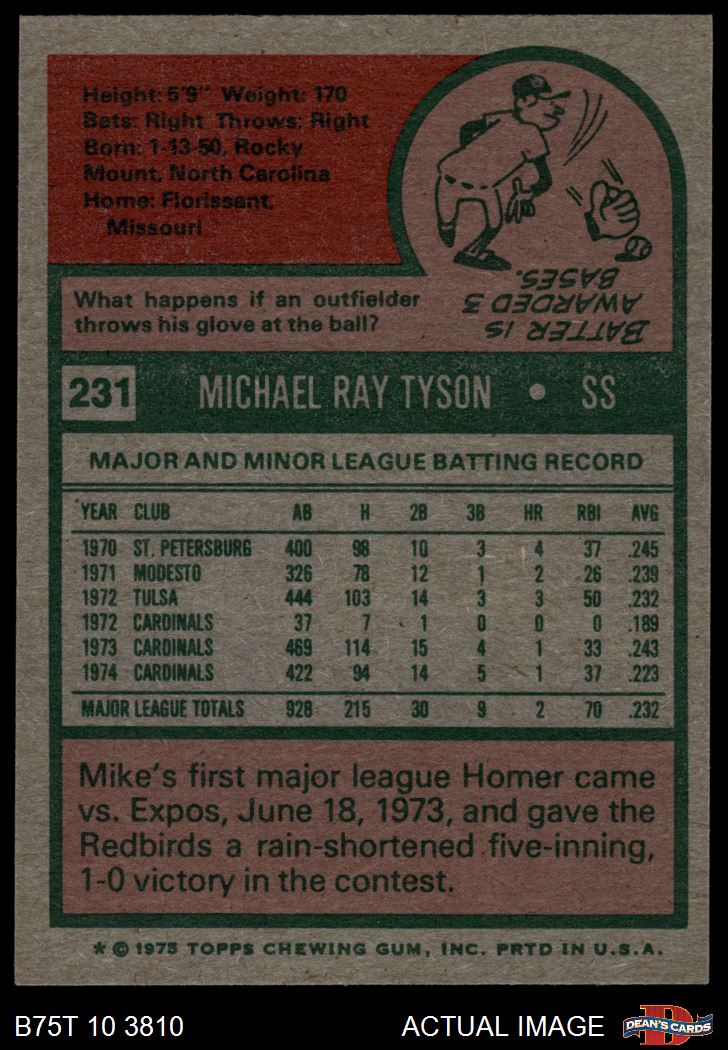 Height: 5'9" Weight: 170
Bats: Right Throws: Right
Born: 1-13-50, Rocky
Mount, North Carolina
Home: Florissant,
Missouri
What happens if an outfielder
throws his glove at the ball?
BATTER IS
AWARDED 3
BASES.
231 MICHAEL RAY TYSON • SS
MAJOR AND MINOR LEAGUE BATTING RECORD
YEAR CLUB AB H 2B 3B HR RBI AVG
1970 ST. PETERSBURG 400 98 10 3 4 37 .245
1971 MODESTO 326 78 12 1 2 26 .239
1972 TULSA 444 103 14 3 3 50 .232
1972 CARDINALS 37 7 1 0 0 0 .189
1973 CARDINALS 469 114 15 4 1 33 .243
1974 CARDINALS 422 94 14 5 1 37 .223
MAJOR LEAGUE TOTALS 928 215 30 9 2 70 .232
Mike's first major league Homer came
vs. Expos, June 18, 1973, and gave the
Redbirds a rain-shortened five-inning,
1-0 victory in the contest.
* © 1975 TOPPS CHEWING GUM, INC. PRTD IN U.S.A.
B75T 10 3810 ACTUAL IMAGE D DEAN'S CARDS